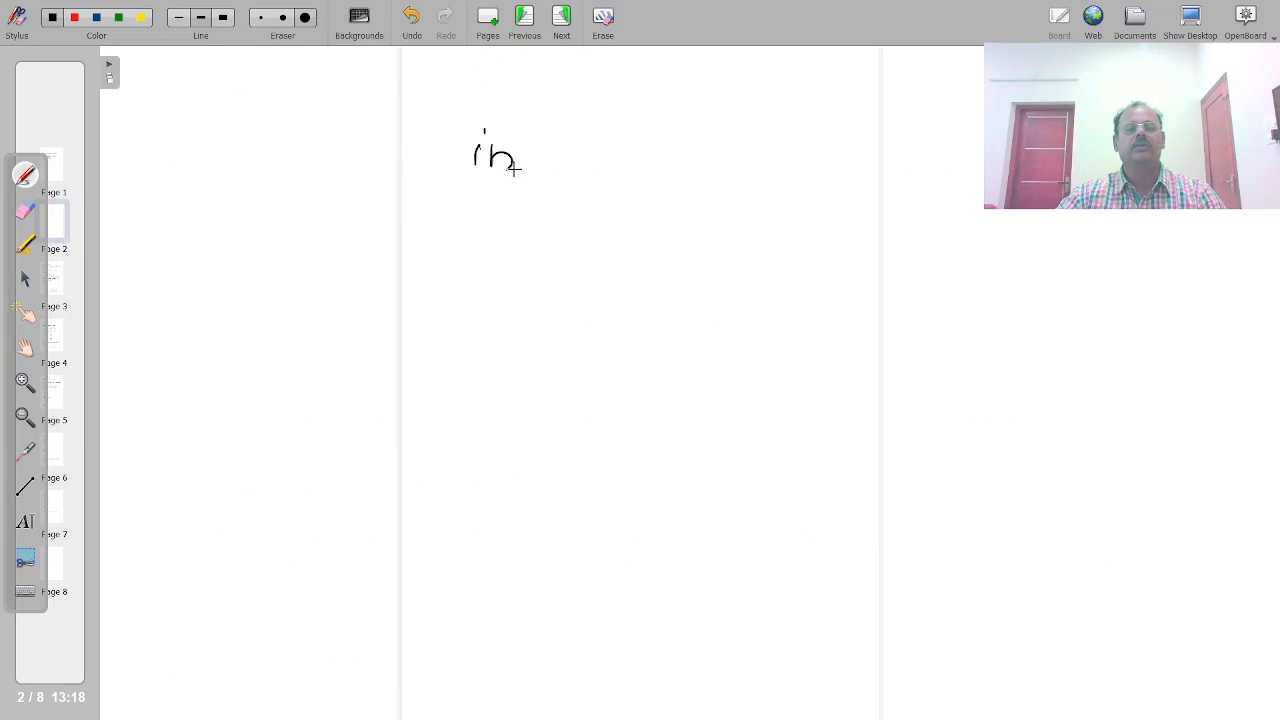 Stylus
Color
Line
Eraser
Backgrounds
Undo
Redo
Pages
Previous
Next
Erase
Board
Web
Documents
Show Desktop
OpenBoard
in
Page 1
Page 2
Page 3
Page 4
Page 5
Page 6
Page 7
Page 8
2 / 8 13:18